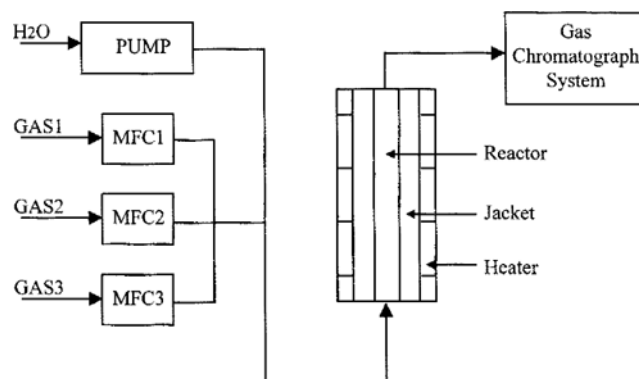 H2O
PUMP
GAS1
MFC1
GAS2
MFC2
GAS3
MFC3
Gas
Chromatograph
System
Reactor
Jacket
Heater